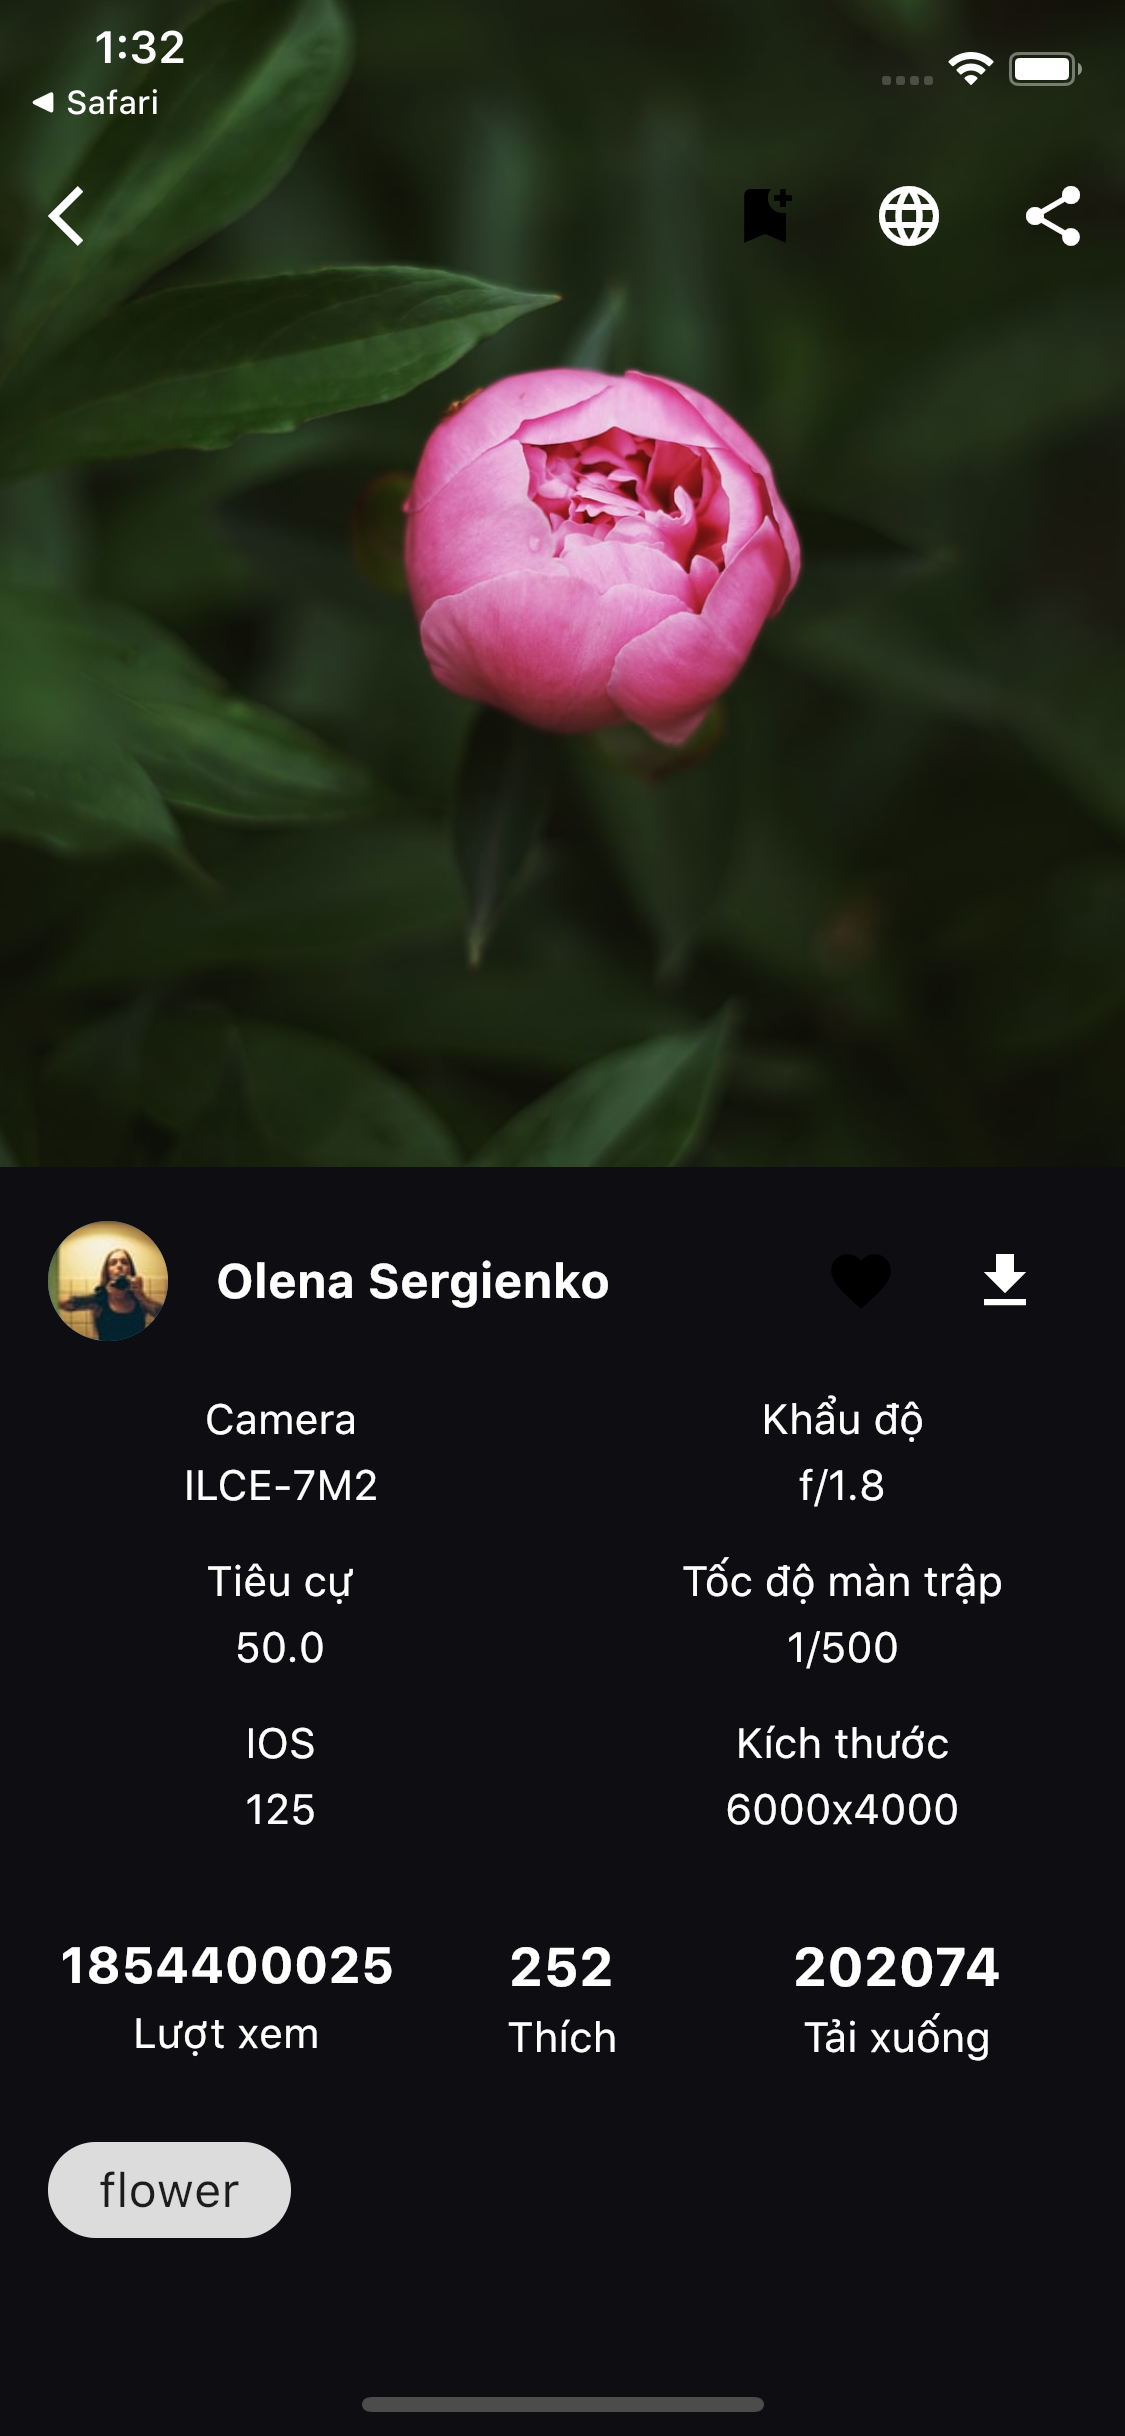 1:32
Safari
Olena Sergienko
Camera
Khẩu độ
ILCE-7M2
f/1.8
Tiêu cự
Tốc độ màn trập
50.0
1/500
IOS
Kích thước
125
6000x4000
1854400025
252
202074
Lượt xem
Thích
Tải xuống
flower